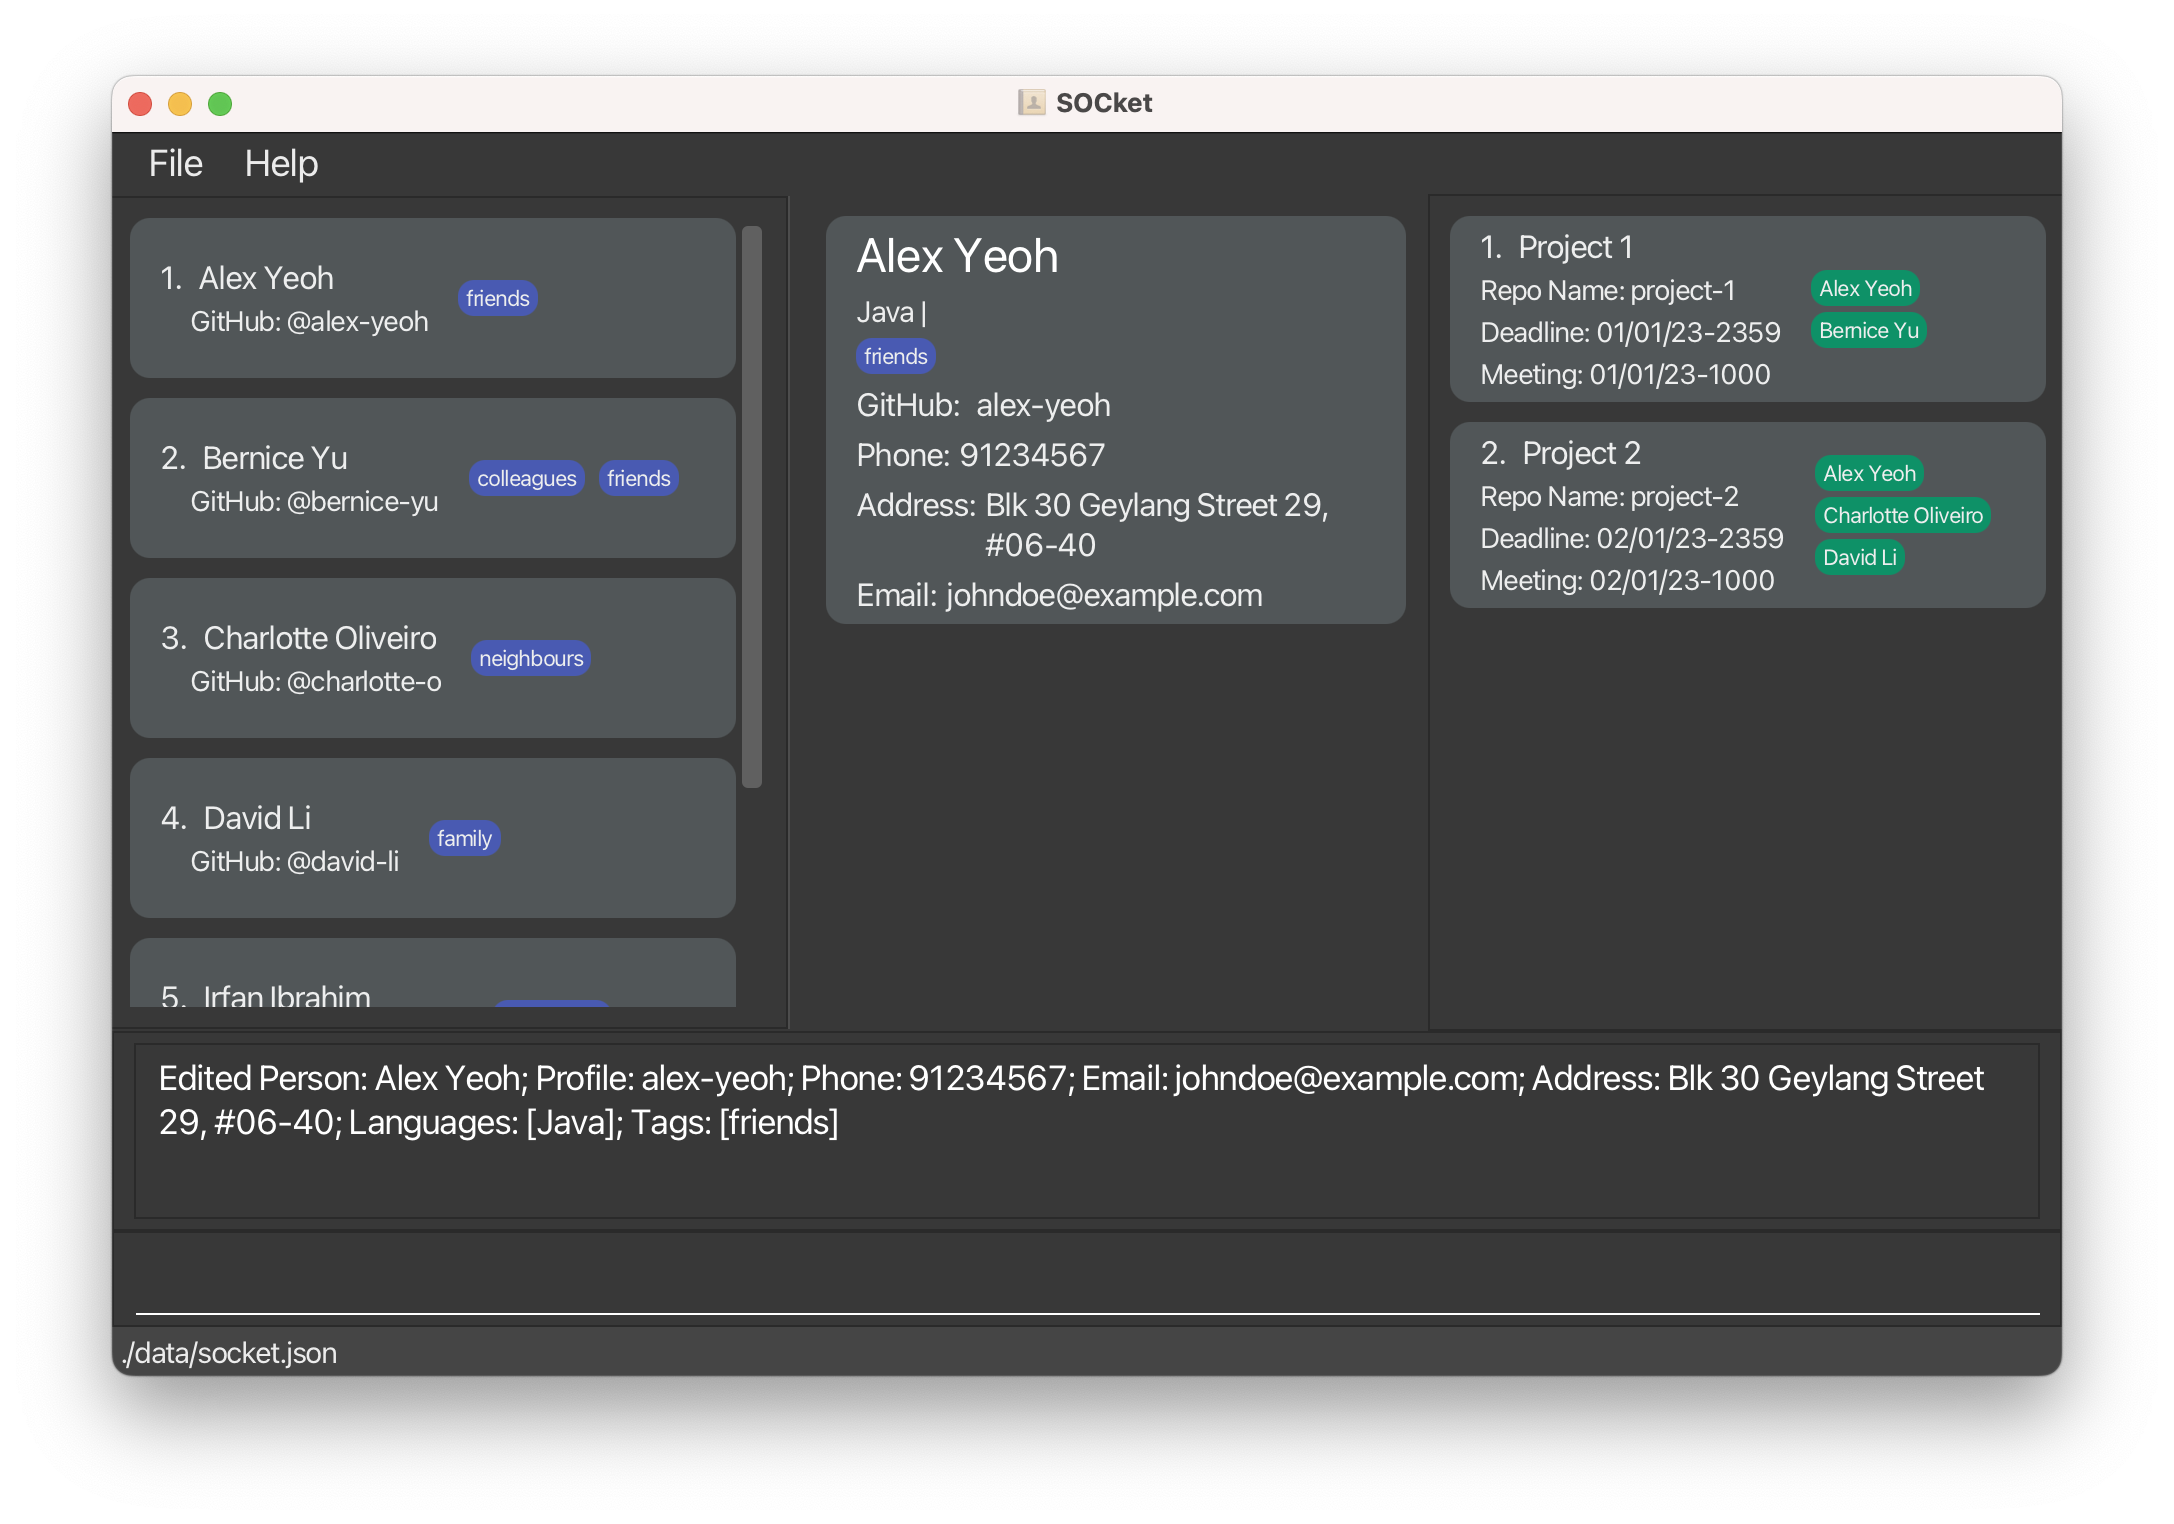 SOCket
File Help
1. Alex Yeoh
GitHub: @alex-yeoh
friends
2. Bernice Yu
GitHub: @bernice-yu
colleagues friends
3. Charlotte Oliveiro
GitHub: @charlotte-o
neighbours
4. David Li
GitHub: @david-li
family
5. Irfan Ibrahim
Alex Yeoh
Java |
friends
GitHub: alex-yeoh
Phone: 91234567
Address: Blk 30 Geylang Street 29,
#06-40
Email: johndoe@example.com
1. Project 1
Repo Name: project-1
Deadline: 01/01/23-2359
Meeting: 01/01/23-1000
Alex Yeoh
Bernice Yu
2. Project 2
Repo Name: project-2
Deadline: 02/01/23-2359
Meeting: 02/01/23-1000
Alex Yeoh
Charlotte Oliveiro
David Li
Edited Person: Alex Yeoh; Profile: alex-yeoh; Phone: 91234567; Email: johndoe@example.com; Address: Blk 30 Geylang Street
29, #06-40; Languages: [Java]; Tags: [friends]
./data/socket.json